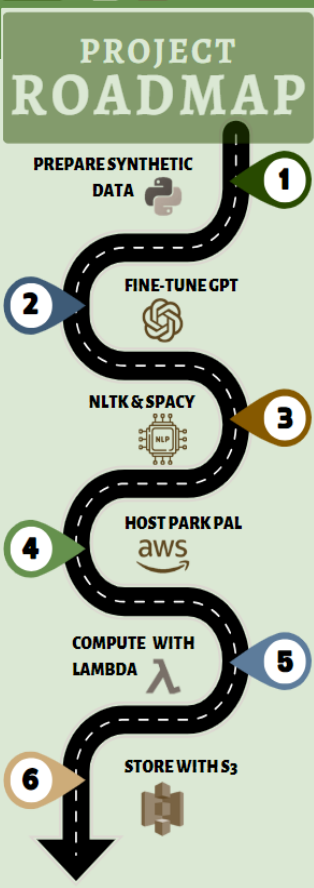 PROJECT
ROADMAP
PREPARE SYNTHETIC
DATA
1
FINE-TUNE GPT
2
NLTK & SPACY
NLP
3
HOST PARK PAL
aws
4
COMPUTE WITH
LAMBDA
λ
5
STORE WITH S3
6